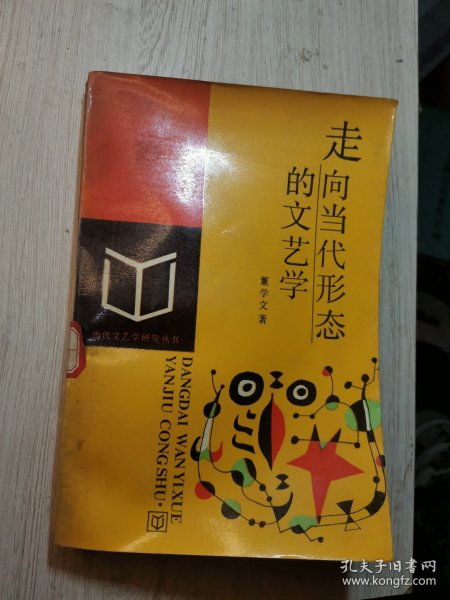 走向当代形态
的文艺学
董学文著
当代文艺学研究丛书
DANGDAI WANYIXUE
YANJIU CONGSHU
孔夫子旧书网
www.kongfz.com